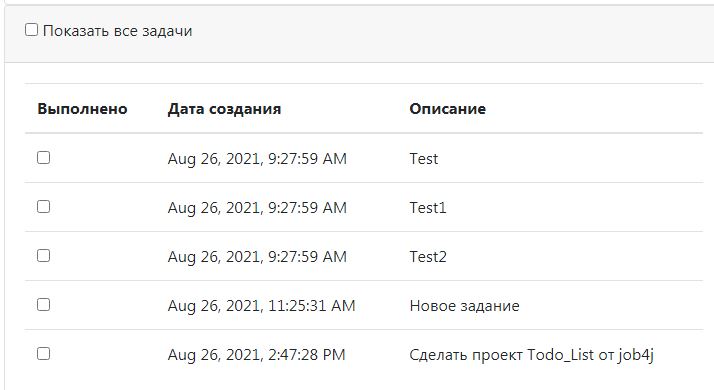 Показать все задачи
Выполнено Дата создания Описание
Aug 26, 2021, 9:27:59 AM Test
Aug 26, 2021, 9:27:59 AM Test1
Aug 26, 2021, 9:27:59 AM Test2
Aug 26, 2021, 11:25:31 AM Новое задание
Aug 26, 2021, 2:47:28 PM Сделать проект Todo_List от job4j